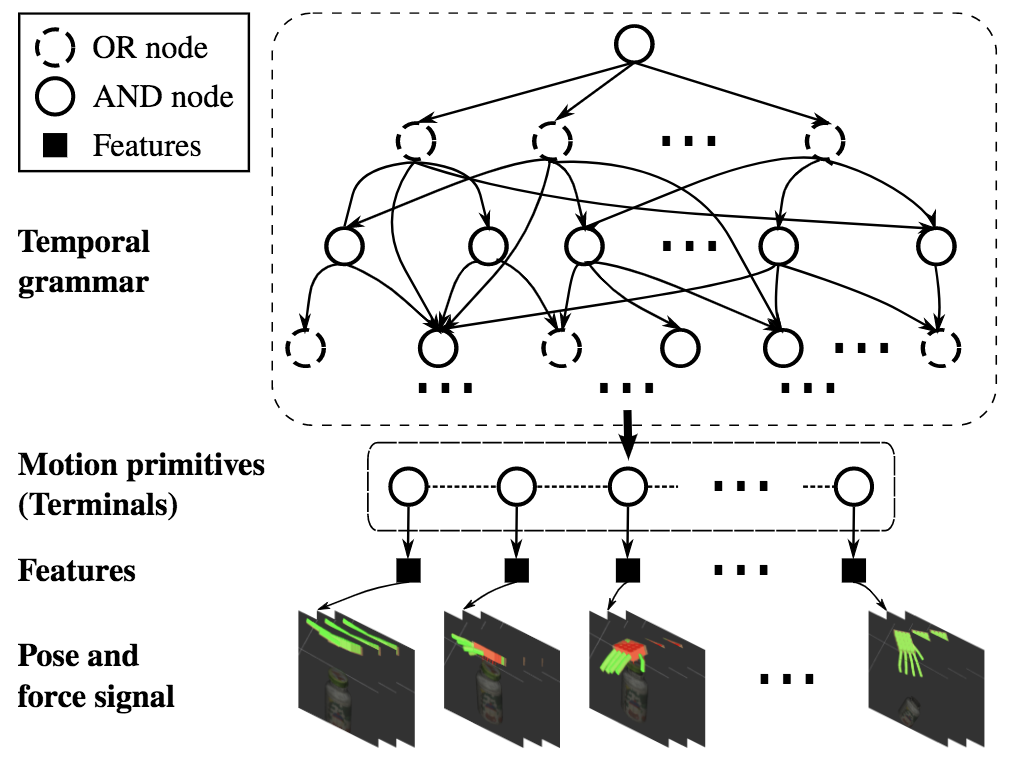 OR node
AND node
Features
Temporal
grammar
Motion primitives
(Terminals)
Features
Pose and
force signal